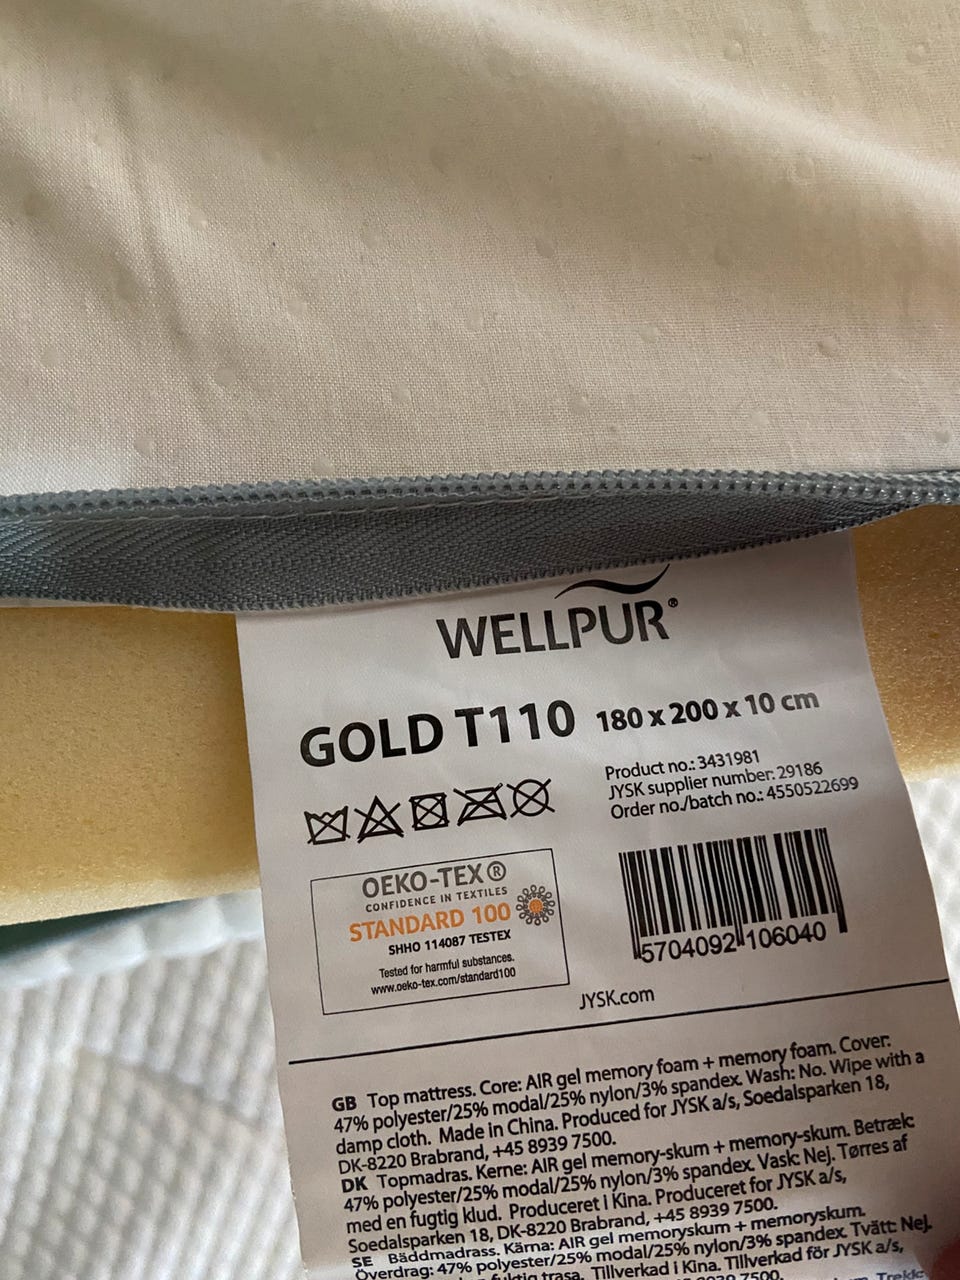 WELLPUR®
GOLD T110 180 x 200 x 10 cm
Product no.: 3431981
JYSK supplier number: 29186
Order no./batch no.: 4550522699
OEKO-TEX®
CONFIDENCE IN TEXTILES
STANDARD 100
SHHO 114087 TESTEX
Tested for harmful substances.
www.oeko-tex.com/standard100
5704092 106040
JYSK.com
GB Top mattress. Core: AIR gel memory foam + memory foam. Cover:
47% polyester/25% modal/25% nylon/3% spandex. Wash: No. Wipe with a
damp cloth. Made in China. Produced for JYSK a/s, Soedalsparken 18,
DK-8220 Brabrand, +45 8939 7500.
DK Topmadras. Kerne: AIR gel memory-skum + memory-skum. Betræk:
47% polyester/25% modal/25% nylon/3% spandex. Vask: Nej. Tørres af
med en fugtig klud. Produceret i Kina. Produceret for JYSK a/s,
Soedalsparken 18, DK-8220 Brabrand, +45 8939 7500.
SE Bäddmadrass. Kärna: AIR gel memoryskum + memoryskum.
Överdrag: 47% polyester/25% modal/25% nylon/3% spandex. Tvätt: Nej.
fuktig trasa. Tillverkad i Kina. Tillverkad för JYSK a/s,
7500.
Trekk: